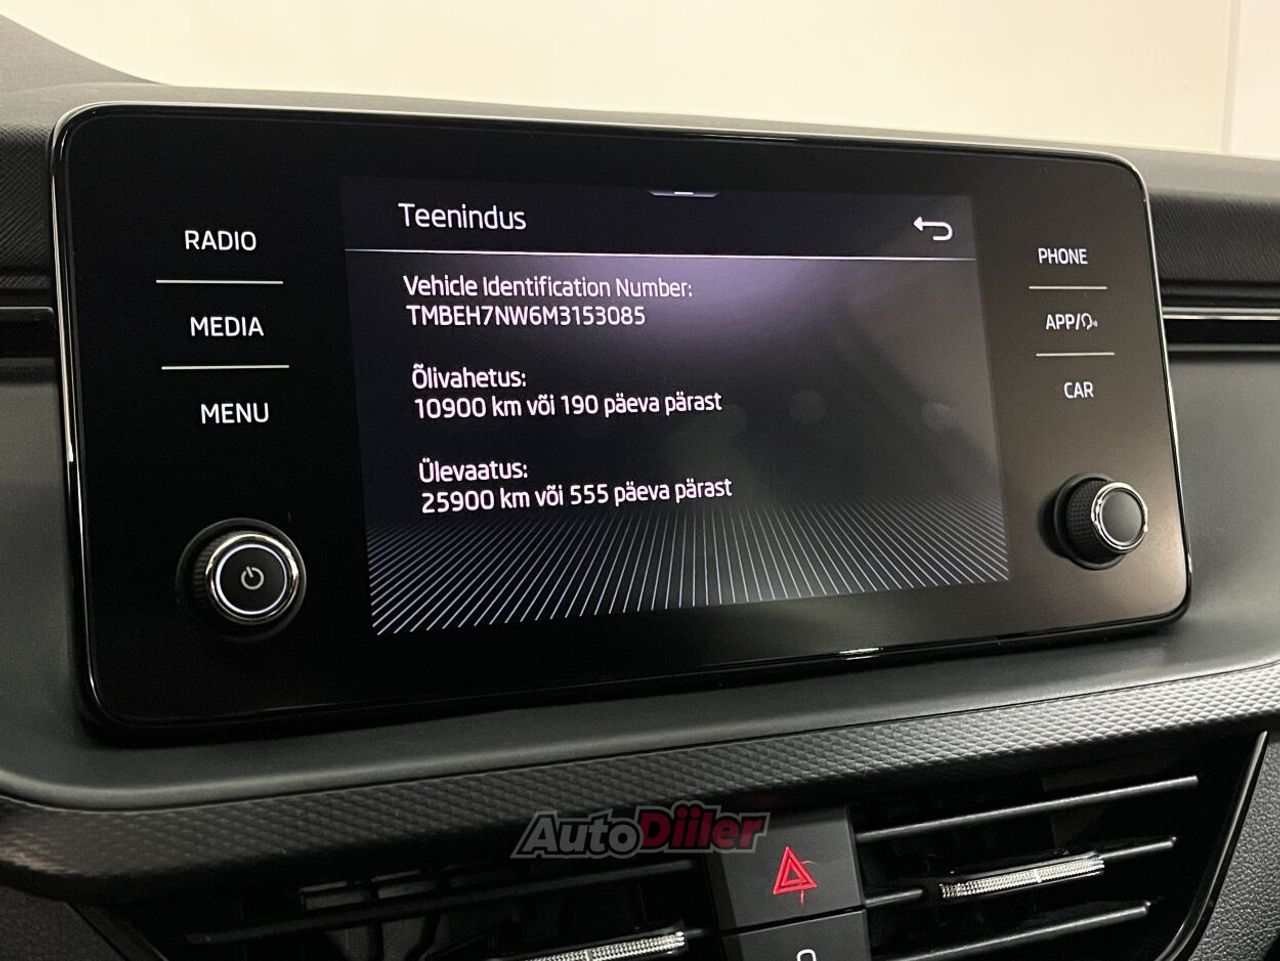 Teenindus
RADIO
MEDIA
MENU
Vehicle Identification Number:
TMBEH7NW6M3153085
Õlivahetus:
10900 km või 190 päeva pärast
Ülevaatus:
25900 km või 555 päeva pärast
PHONE
APP/
CAR
AutoDiiler